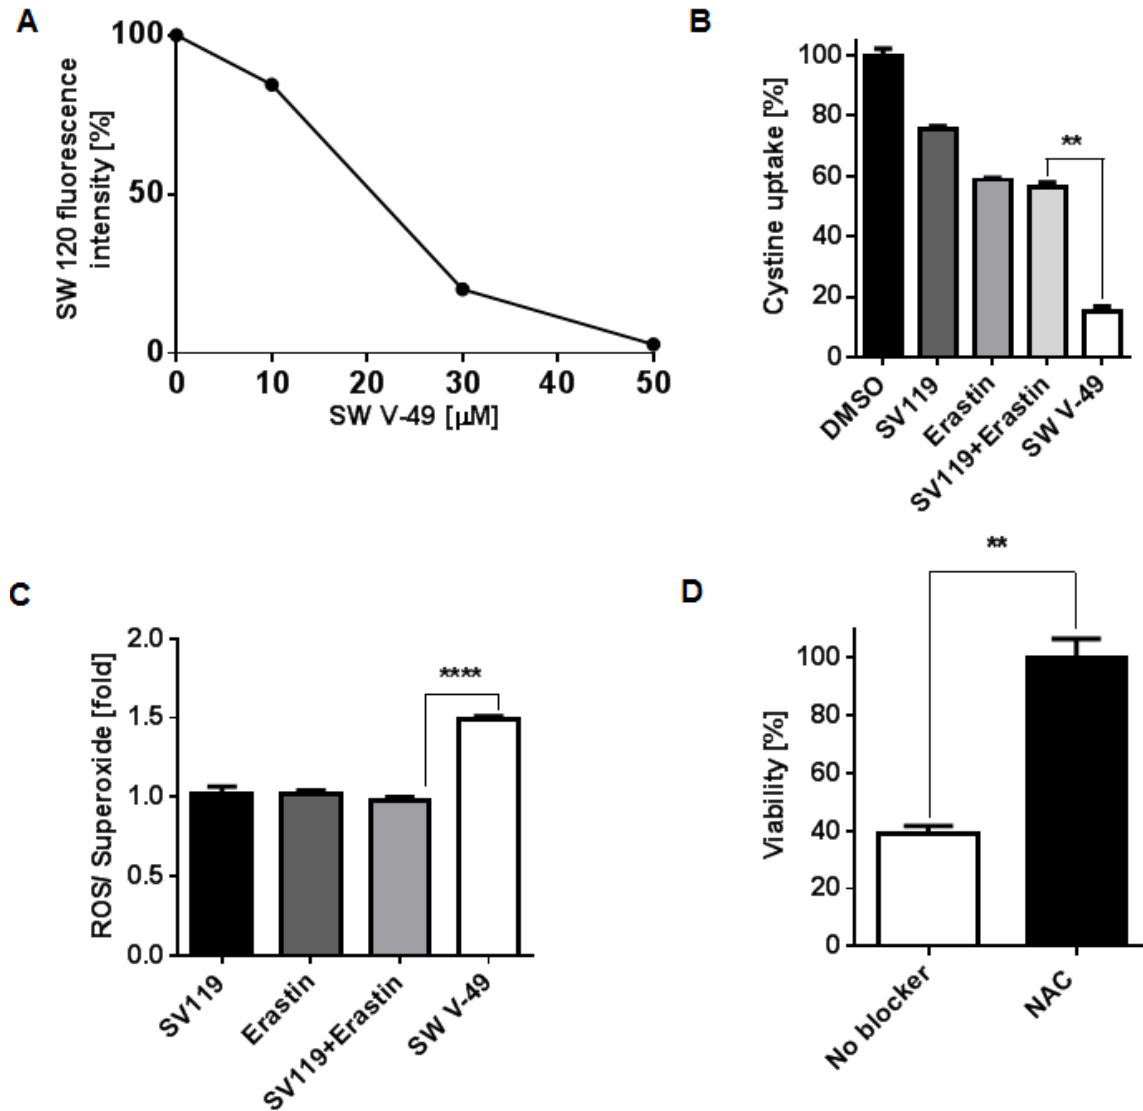 A
SW 120 fluorescence
intensity [%]
100
50
0
0 10 20 30 40 50
SW V-49 [µM]
B
Cystine uptake [%]
100
80
60
40
20
0
**
DMSO
SV119
Erastin
SV119+Erastin
SW V-49
C
ROS/ Superoxide [fold]
2.0
1.5
1.0
0.5
0.0
****
SV119
Erastin
SV119+Erastin
SW V-49
D
**
Viability [%]
100
80
60
40
20
0
No blocker
NAC